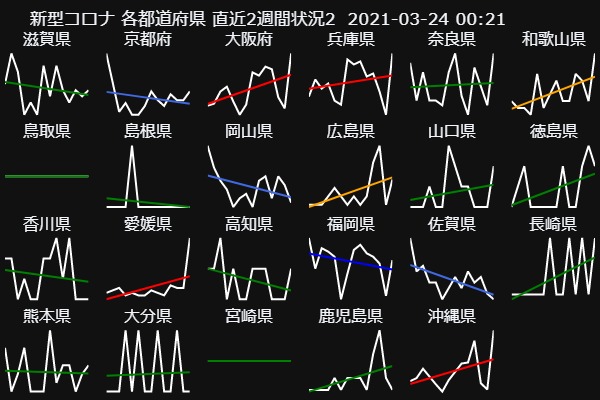 新型コロナ 各都道府県 直近2週間状況2 2021-03-24 00:21
滋賀県 京都府 大阪府 兵庫県 奈良県 和歌山県
鳥取県 島根県 岡山県 広島県 山口県 徳島県
香川県 愛媛県 高知県 福岡県 佐賀県 長崎県
熊本県 大分県 宮崎県 鹿児島県 沖縄県